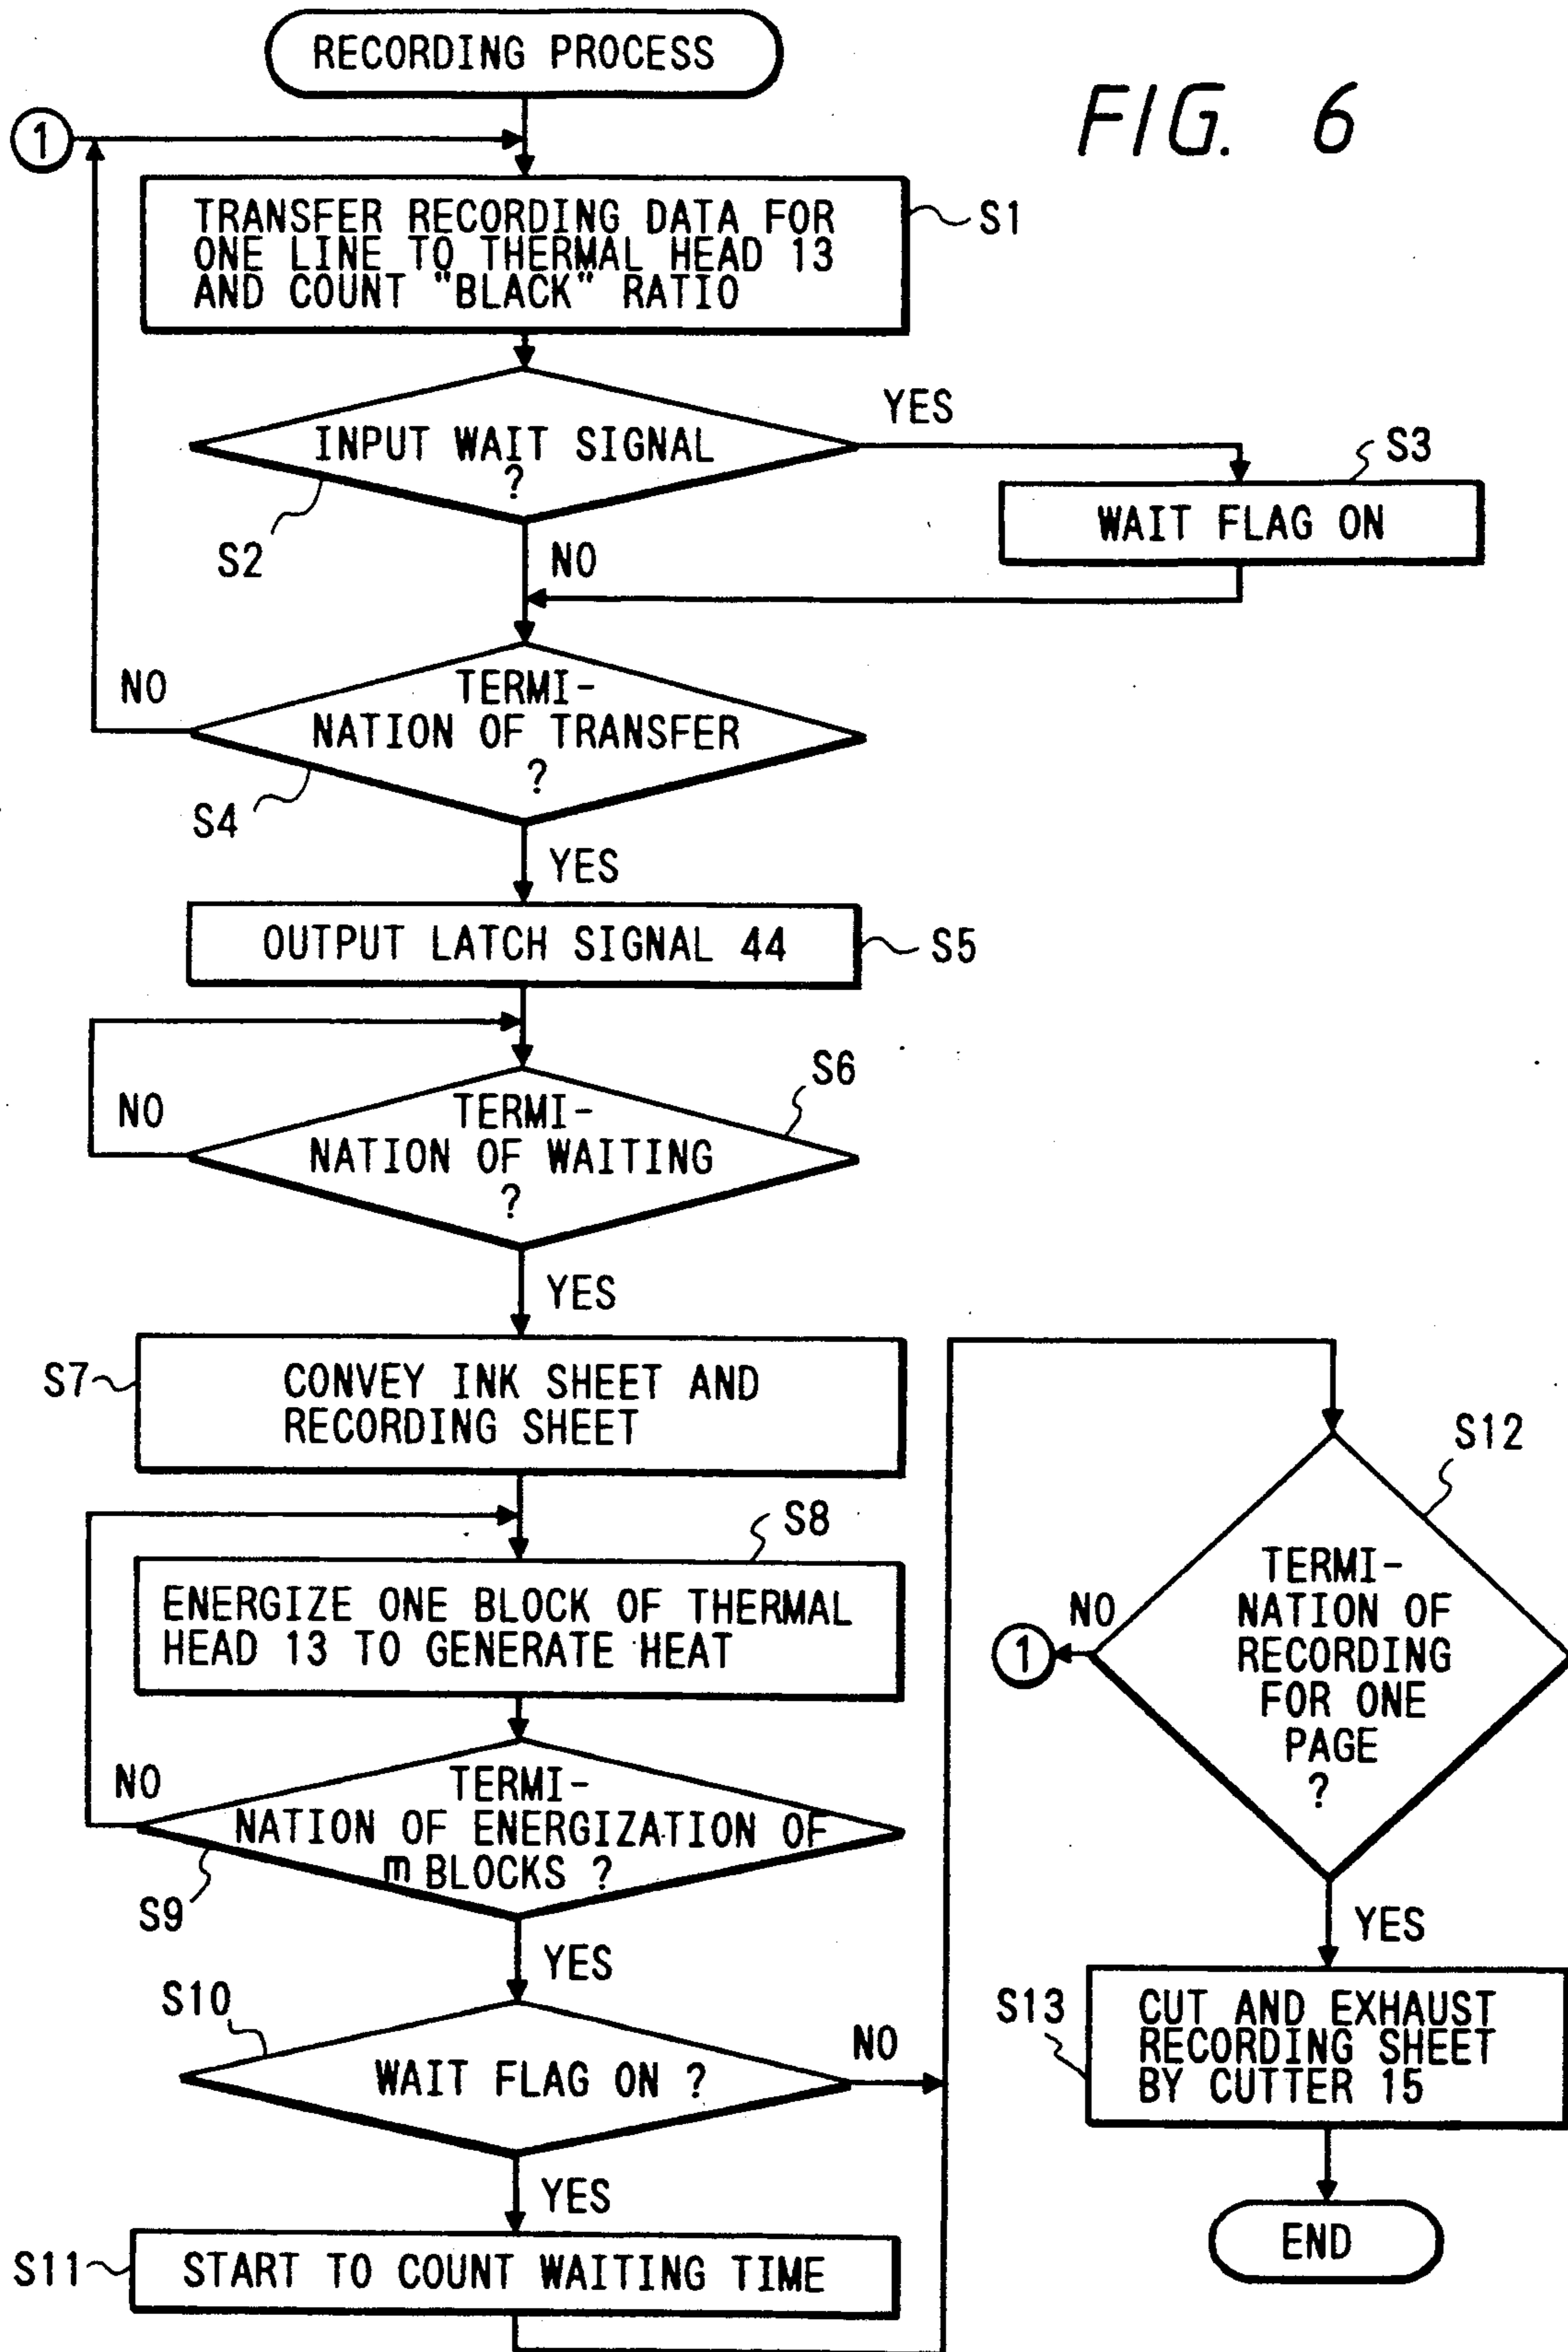 RECORDING PROCESS
FIG. 6
1
TRANSFER RECORDING DATA FOR
ONE LINE TO THERMAL HEAD 13
AND COUNT "BLACK" RATIO
S1
INPUT WAIT SIGNAL
?
S2
YES
NO
S3
WAIT FLAG ON
TERMI-
NATION OF TRANSFER
?
NO
S4
YES
OUTPUT LATCH SIGNAL 44
S5
S6
TERMI-
NATION OF WAITING
?
NO
YES
S7
CONVEY INK SHEET AND
RECORDING SHEET
S8
ENERGIZE ONE BLOCK OF THERMAL
HEAD 13 TO GENERATE HEAT
NO
TERMI-
NATION OF ENERGIZATION OF
m BLOCKS ?
S9
YES
S10
WAIT FLAG ON ?
NO
YES
S11
START TO COUNT WAITING TIME
S12
TERMI-
NATION OF
RECORDING
FOR ONE
PAGE
?
NO
1
YES
S13
CUT AND EXHAUST
RECORDING SHEET
BY CUTTER 15
END